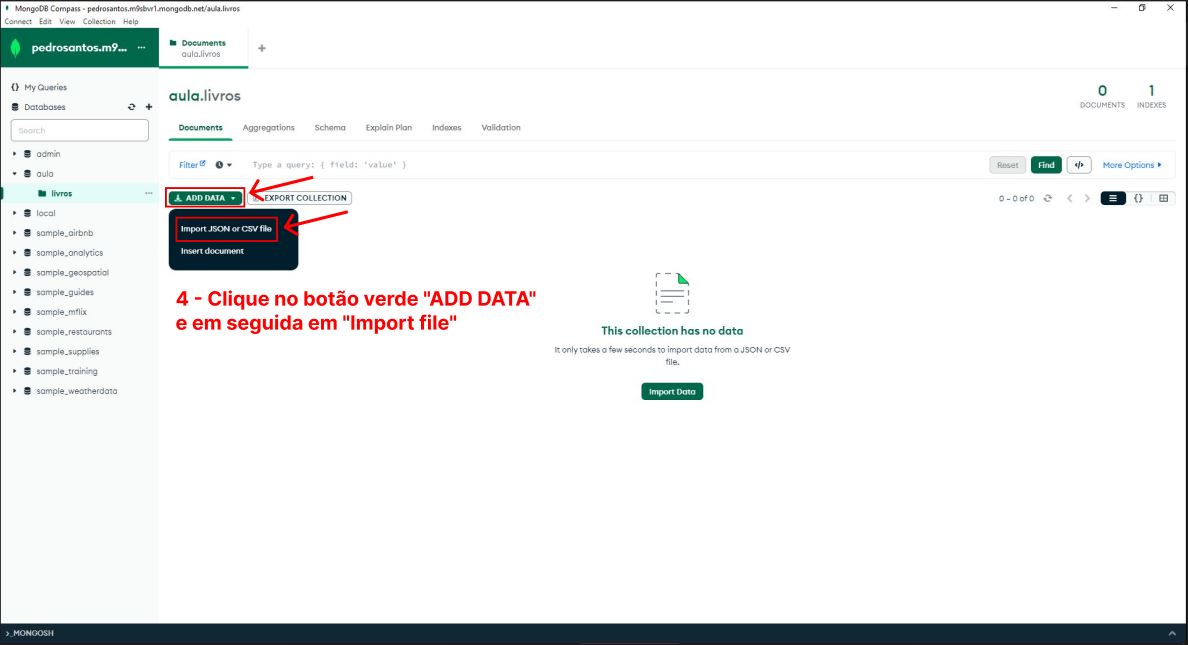 MongoDB Compass - pedrosantos.m9sbvr1.mongodb.net/aula.livros
Connect Edit View Collection Help
pedrosantos.m9... ...
Documents
aula.livros
+
{} My Queries
Databases
Search
admin
aula
livros ...
local
sample_airbnb
sample_analytics
sample_geospatial
sample_guides
sample_mflix
sample_restaurants
sample_supplies
sample_training
sample_weatherdata
aula.livros
0 DOCUMENTS
1 INDEXES
Documents Aggregations Schema Explain Plan Indexes Validation
Filter Type a query: { field: 'value' }
Reset Find </> More Options
ADD DATA EXPORT COLLECTION
0 - 0 of 0 < > {}
Import JSON or CSV file
Insert document
4 - Clique no botão verde "ADD DATA"
e em seguida em "Import file"
This collection has no data
It only takes a few seconds to import data from a JSON or CSV
file.
Import Data
>_MONGOSH